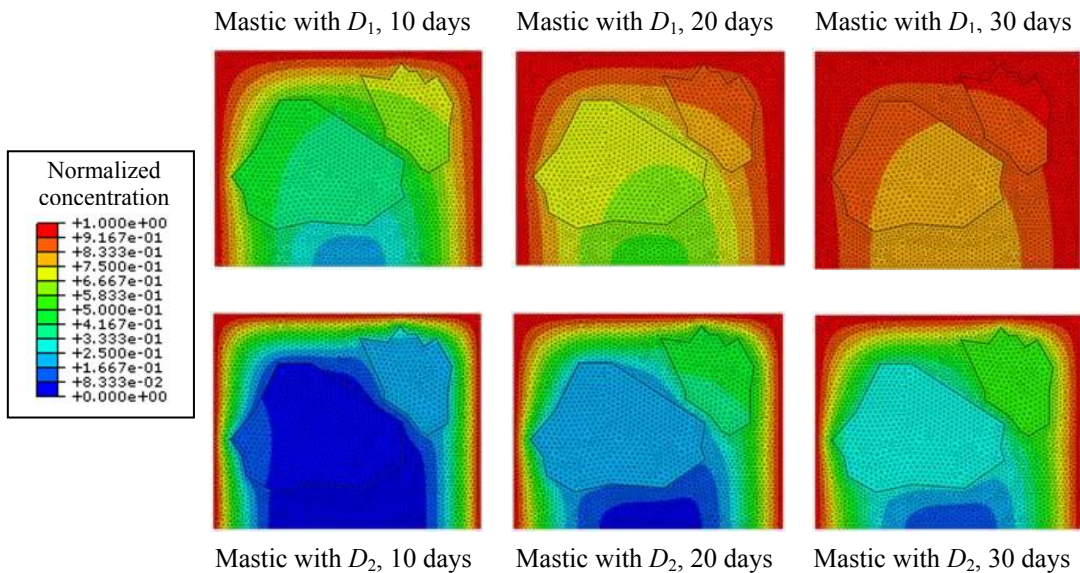 Mastic with D1, 10 days
Mastic with D1, 20 days
Mastic with D1, 30 days
Normalized
concentration
+1.000e+00
+9.167e-01
+8.333e-01
+7.500e-01
+6.667e-01
+5.833e-01
+5.000e-01
+4.167e-01
+3.333e-01
+2.500e-01
+1.667e-01
+8.333e-02
+0.000e+00
Mastic with D2, 10 days
Mastic with D2, 20 days
Mastic with D2, 30 days